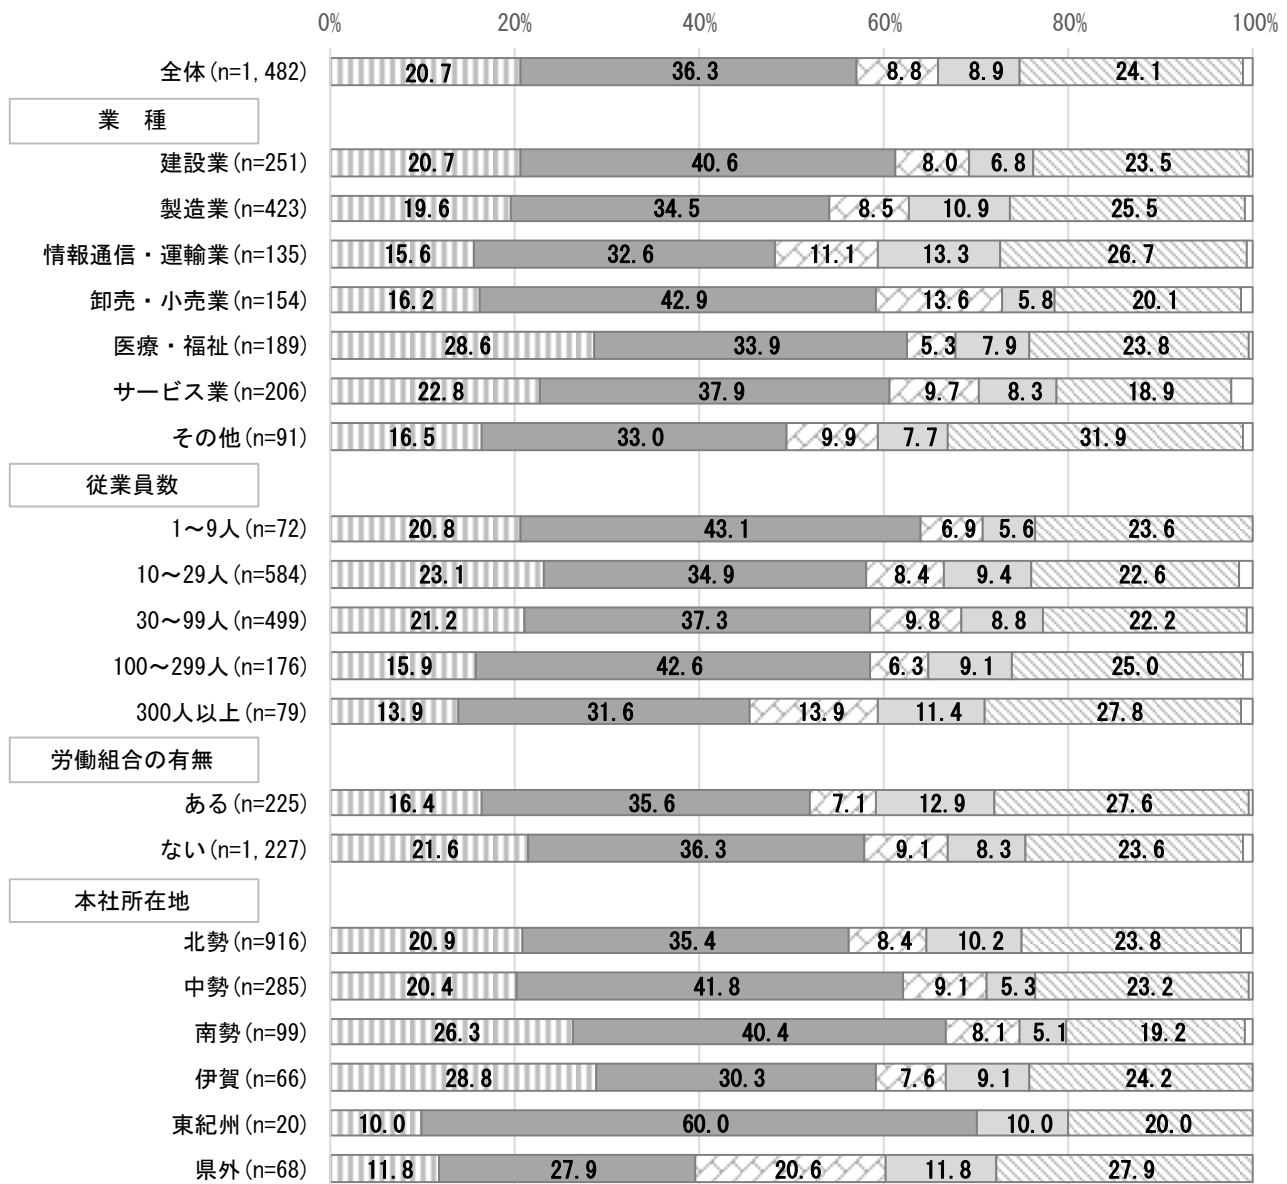 0% 20% 40% 60% 80% 100%
全体(n=1,482) 20.7 36.3 8.8 8.9 24.1
業　種
建設業(n=251) 20.7 40.6 8.0 6.8 23.5
製造業(n=423) 19.6 34.5 8.5 10.9 25.5
情報通信・運輸業(n=135) 15.6 32.6 11.1 13.3 26.7
卸売・小売業(n=154) 16.2 42.9 13.6 5.8 20.1
医療・福祉(n=189) 28.6 33.9 5.3 7.9 23.8
サービス業(n=206) 22.8 37.9 9.7 8.3 18.9
その他(n=91) 16.5 33.0 9.9 7.7 31.9
従業員数
1～9人(n=72) 20.8 43.1 6.9 5.6 23.6
10～29人(n=584) 23.1 34.9 8.4 9.4 22.6
30～99人(n=499) 21.2 37.3 9.8 8.8 22.2
100～299人(n=176) 15.9 42.6 6.3 9.1 25.0
300人以上(n=79) 13.9 31.6 13.9 11.4 27.8
労働組合の有無
ある(n=225) 16.4 35.6 7.1 12.9 27.6
ない(n=1,227) 21.6 36.3 9.1 8.3 23.6
本社所在地
北勢(n=916) 20.9 35.4 8.4 10.2 23.8
中勢(n=285) 20.4 41.8 9.1 5.3 23.2
南勢(n=99) 26.3 40.4 8.1 5.1 19.2
伊賀(n=66) 28.8 30.3 7.6 9.1 24.2
東紀州(n=20) 10.0 60.0 10.0 20.0
県外(n=68) 11.8 27.9 20.6 11.8 27.9